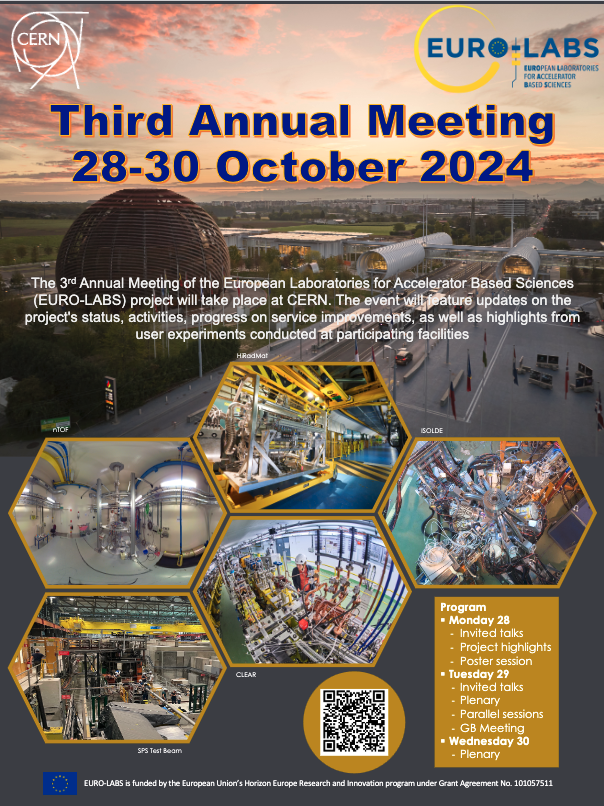 CERN
EURO-LABS
EUROPEAN LABORATORIES
FOR ACCELERATOR
BASED SCIENCES
Third Annual Meeting
28-30 October 2024
The 3rd Annual Meeting of the European Laboratories for Accelerator Based Sciences
(EURO-LABS) project will take place at CERN. The event will feature updates on the
project's status, activities, progress on service improvements, as well as highlights from
user experiments conducted at participating facilities
HiRadMat
nTOF
ISOLDE
CLEAR
SPS Test Beam
Program
▪ Monday 28
- Invited talks
- Project highlights
- Poster session
▪ Tuesday 29
- Invited talks
- Plenary
- Parallel sessions
- GB Meeting
▪ Wednesday 30
- Plenary
EURO-LABS is funded by the European Union's Horizon Europe Research and Innovation program under Grant Agreement No. 101057511